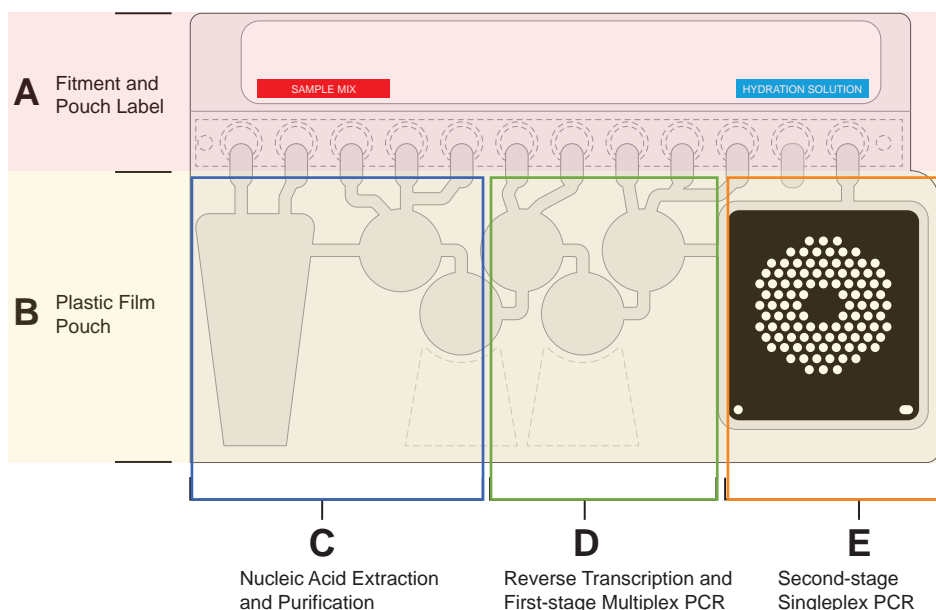 A
Fitment and
Pouch Label
SAMPLE MIX
HYDRATION SOLUTION
B
Plastic Film
Pouch
C
Nucleic Acid Extraction
and Purification
D
Reverse Transcription and
First-stage Multiplex PCR
E
Second-stage
Singleplex PCR